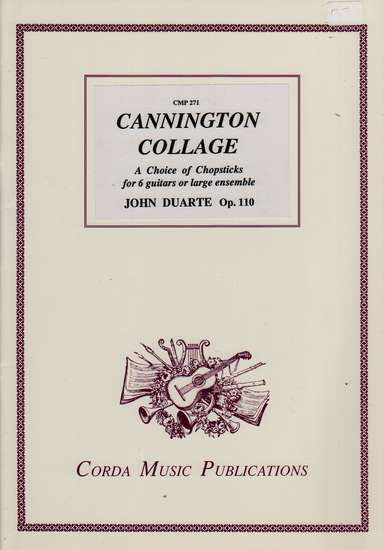 CMP 271
CANNINGTON
COLLAGE
A Choice of Chopsticks
for 6 guitars or large ensemble
JOHN DUARTE Op. 110
CORDA MUSIC PUBLICATIONS